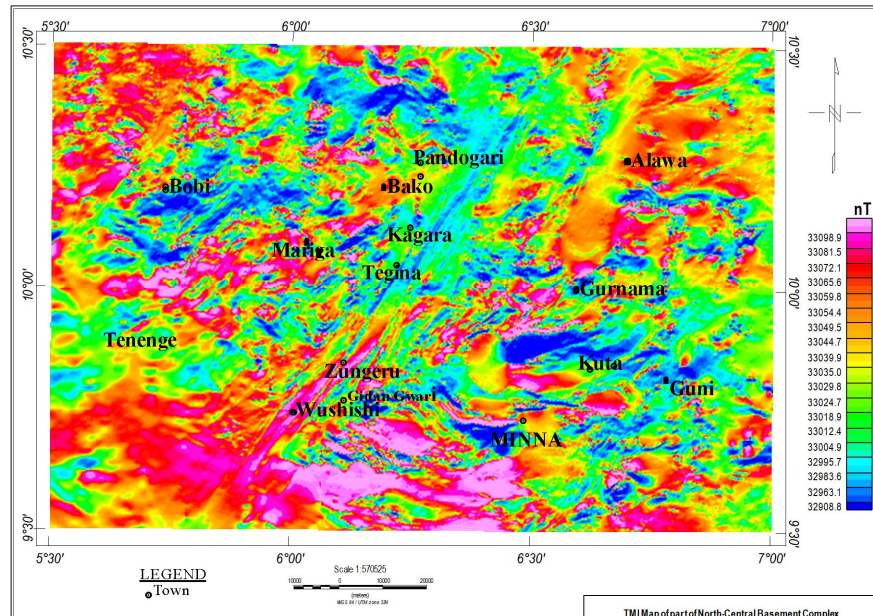 5°30' 6°00' 6°30' 7°00'
10°30' 10°30'
N
Pandogari
Alawa
Bobi Bako
Kagara
Mariga
Tegina
10°00' 10°00'
Gurnama
Tenenge
Zungeru Kuta
Guni
Gidan Gwari
Wushishi
MINNA
9°30' 9°30'
5°30' 6°00' 6°30' 7°00'
nT
33098.9
33081.5
33072.1
33065.6
33059.8
33054.4
33049.5
33044.7
33039.9
33035.0
33029.8
33024.7
33018.9
33012.4
33004.9
32995.7
32983.6
32963.1
32908.8
LEGEND
Town
Scale 1:570525
10000 0 10000 20000
(meters)
WGS 84 / UTM zone 32N
TMI Map of part of North-Central Basement Complex